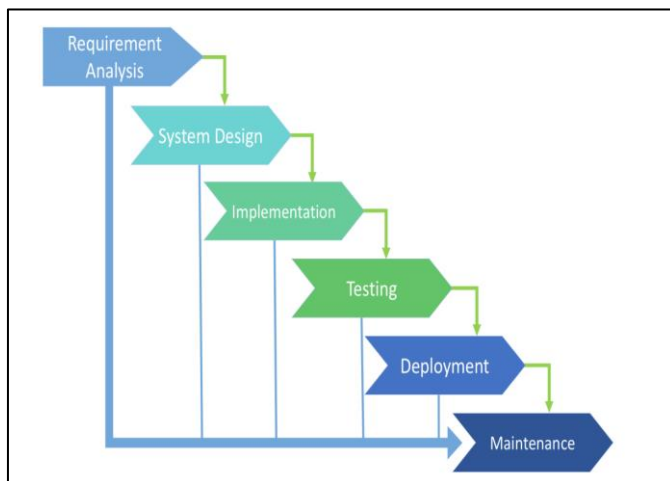 Requirement
Analysis
System Design
Implementation
Testing
Deployment
Maintenance